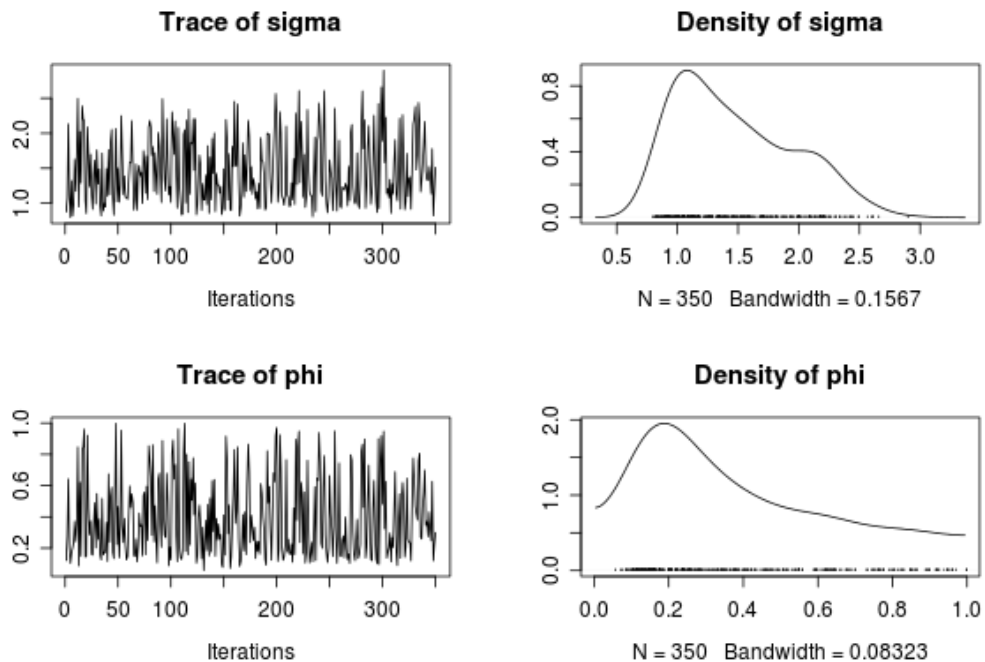 Trace of sigma
1.0 2.0
0 50 100 200 300
Iterations
Density of sigma
0.0 0.4 0.8
0.5 1.0 1.5 2.0 2.5 3.0
N = 350 Bandwidth = 0.1567
Trace of phi
0.2 0.6 1.0
0 50 100 200 300
Iterations
Density of phi
0.0 1.0 2.0
0.0 0.2 0.4 0.6 0.8 1.0
N = 350 Bandwidth = 0.08323